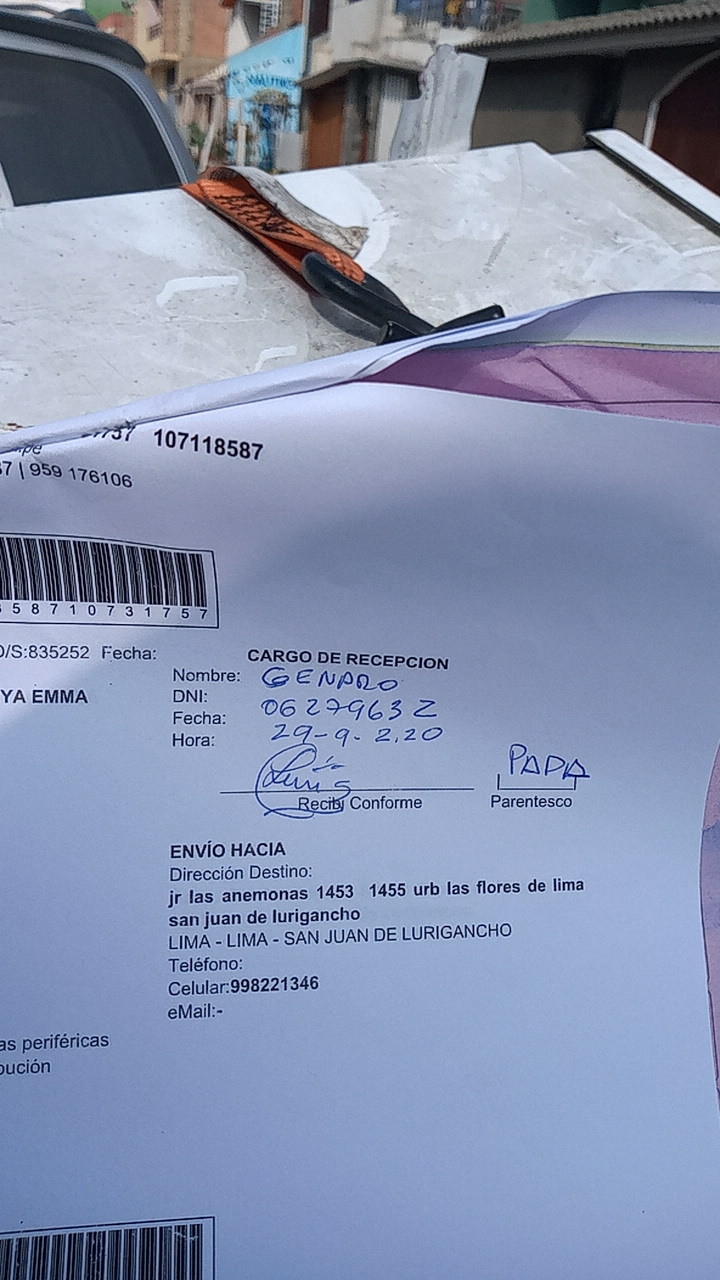 107118587
37 | 959 176106
5 8 7 1 0 7 3 1 7 5 7
O/S:835252 Fecha:
YA EMMA
CARGO DE RECEPCION
Nombre: GENARO
DNI: 06279632
Fecha: 29-9-2.20
Hora:
Recibi Conforme
PAPA
Parentesco
ENVÍO HACIA
Dirección Destino:
jr las anemonas 1453 1455 urb las flores de lima
san juan de lurigancho
LIMA - LIMA - SAN JUAN DE LURIGANCHO
Teléfono:
Celular:998221346
eMail:-
as periféricas
bución